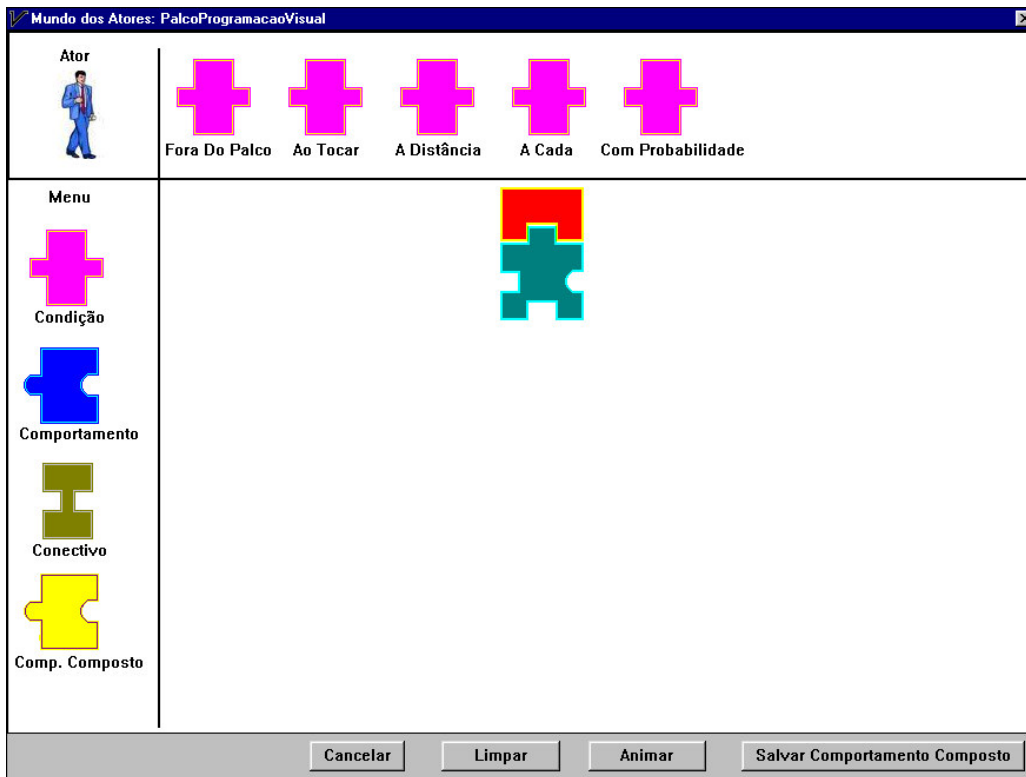 Mundo dos Atores: PalcoProgramacaoVisual
Ator
Fora Do Palco Ao Tocar A Distância A Cada Com Probabilidade
Menu
Condição
Comportamento
Conectivo
Comp. Composto
Cancelar Limpar Animar Salvar Comportamento Composto